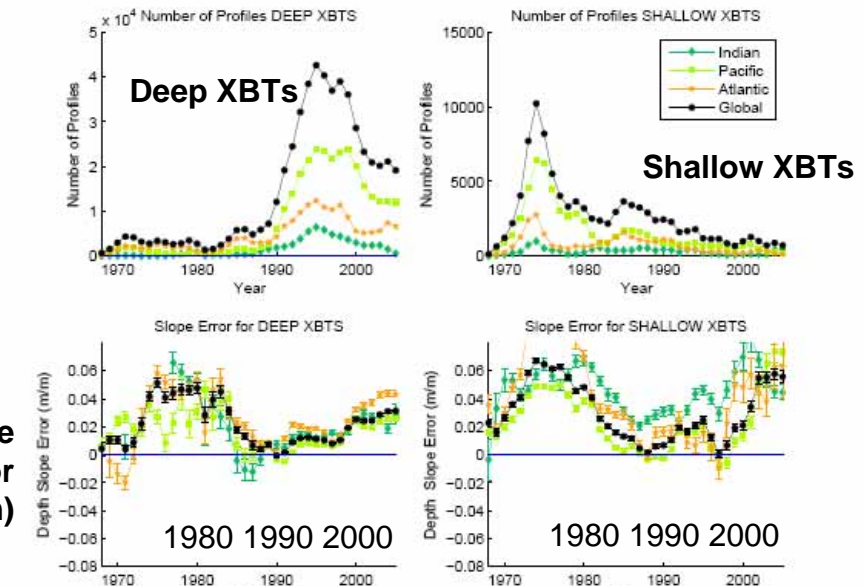 x 10^4 Number of Profiles DEEP XBTS
5
4
3
2
1
0
Number of Profiles
Deep XBTs
1970 1980 1990 2000
Year
Number of Profiles SHALLOW XBTS
15000
10000
5000
0
Number of Profiles
Indian
Pacific
Atlantic
Global
Shallow XBTs
1970 1980 1990 2000
Year
Slope Error for DEEP XBTS
0.06
0.04
0.02
0
−0.02
−0.04
−0.06
−0.08
Depth Slope Error (m/m)
1980 1990 2000
1970 1980 1990 2000
Slope Error for SHALLOW XBTS
0.06
0.04
0.02
0
−0.02
−0.04
−0.06
−0.08
Depth Slope Error (m/m)
1980 1990 2000
1970 1980 1990 2000